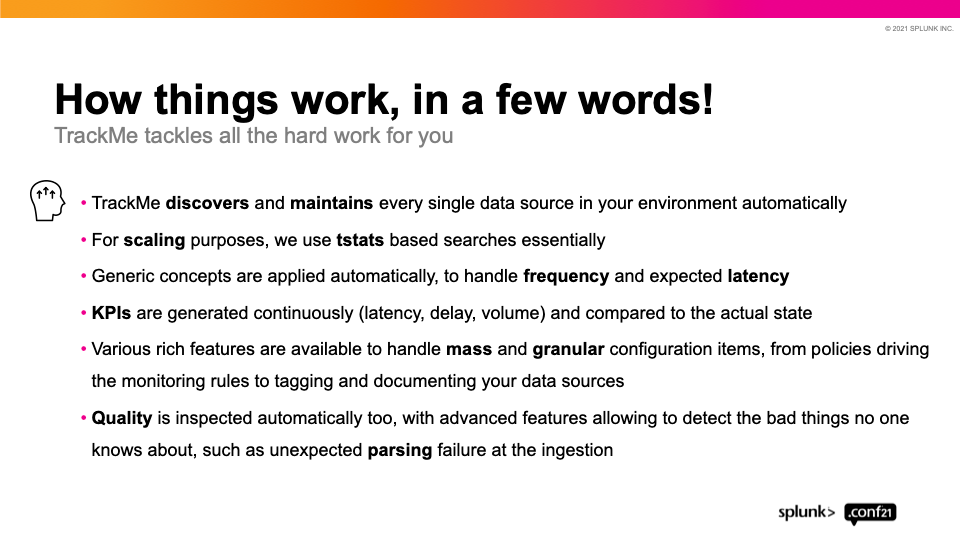 © 2021 SPLUNK INC.
How things work, in a few words!
TrackMe tackles all the hard work for you
• TrackMe discovers and maintains every single data source in your environment automatically
• For scaling purposes, we use tstats based searches essentially
• Generic concepts are applied automatically, to handle frequency and expected latency
• KPIs are generated continuously (latency, delay, volume) and compared to the actual state
• Various rich features are available to handle mass and granular configuration items, from policies driving
the monitoring rules to tagging and documenting your data sources
• Quality is inspected automatically too, with advanced features allowing to detect the bad things no one
knows about, such as unexpected parsing failure at the ingestion
splunk> .conf21